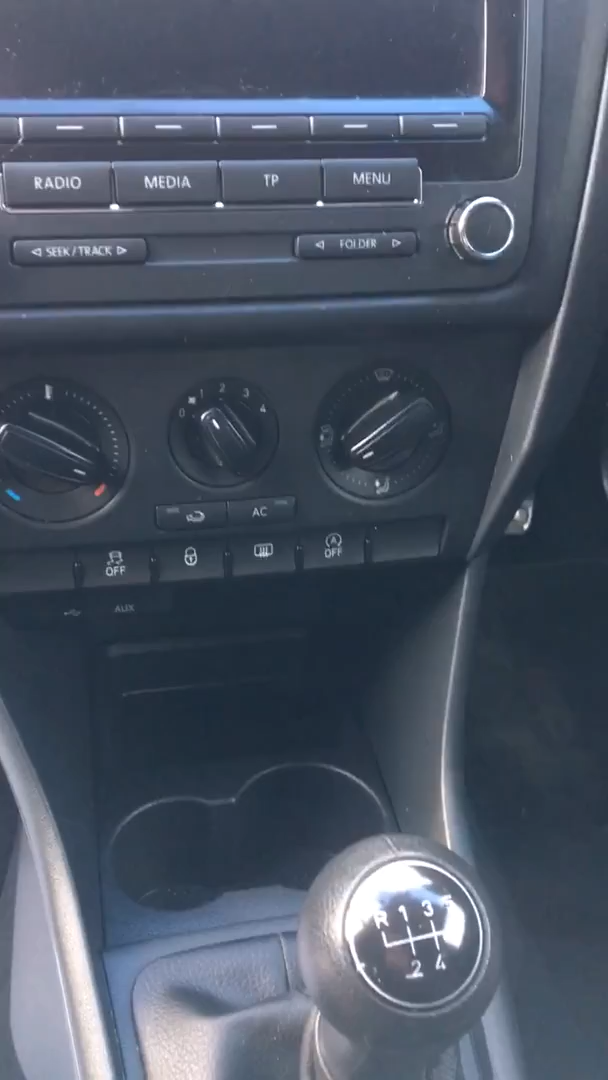 RADIO MEDIA TP MENU
SEEK / TRACK FOLDER
0 1 2 3 4
AC
OFF OFF
AUX
R 1 3 5
2 4